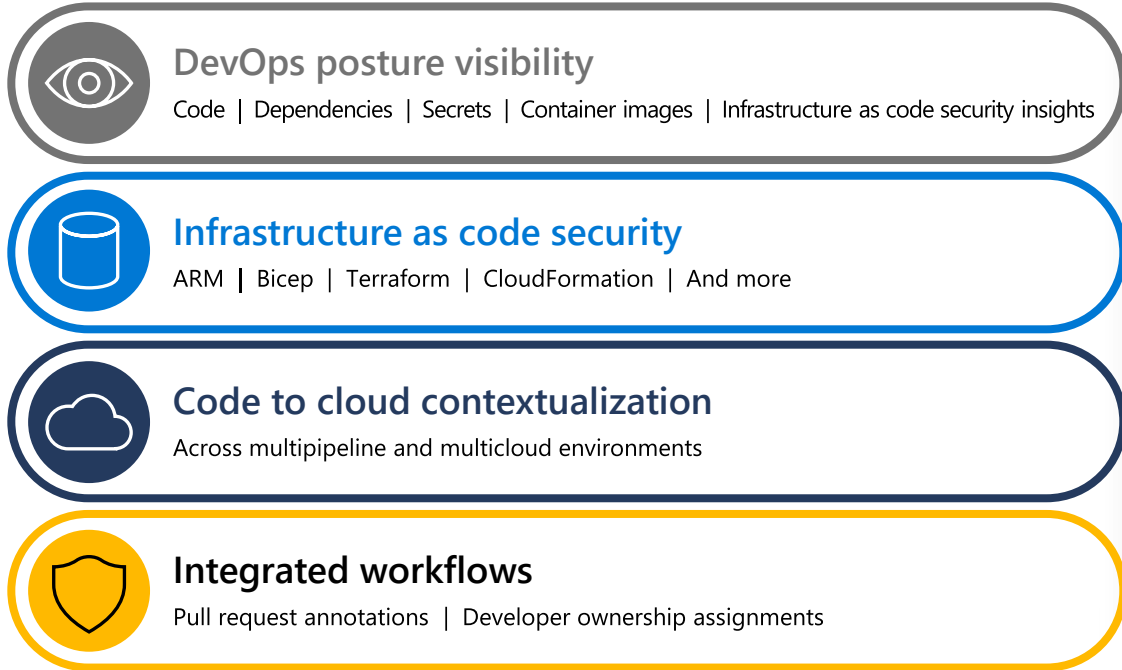 DevOps posture visibility
Code | Dependencies | Secrets | Container images | Infrastructure as code security insights
Infrastructure as code security
ARM | Bicep | Terraform | CloudFormation | And more
Code to cloud contextualization
Across multipipeline and multicloud environments
Integrated workflows
Pull request annotations | Developer ownership assignments